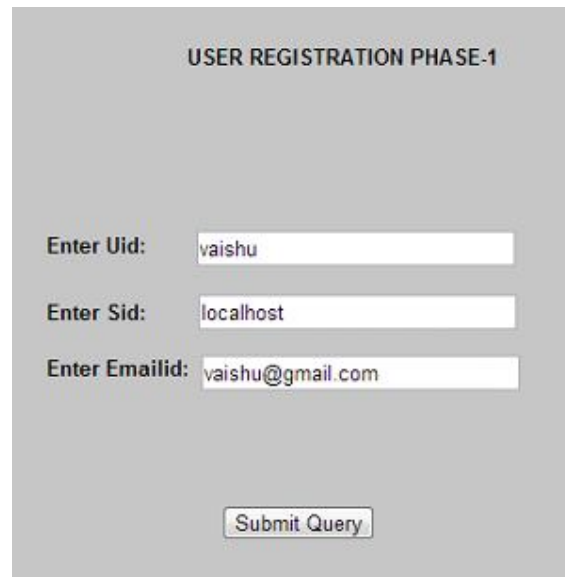 USER REGISTRATION PHASE-1
Enter Uid: vaishu
Enter Sid: localhost
Enter Emailid: vaishu@gmail.com
Submit Query